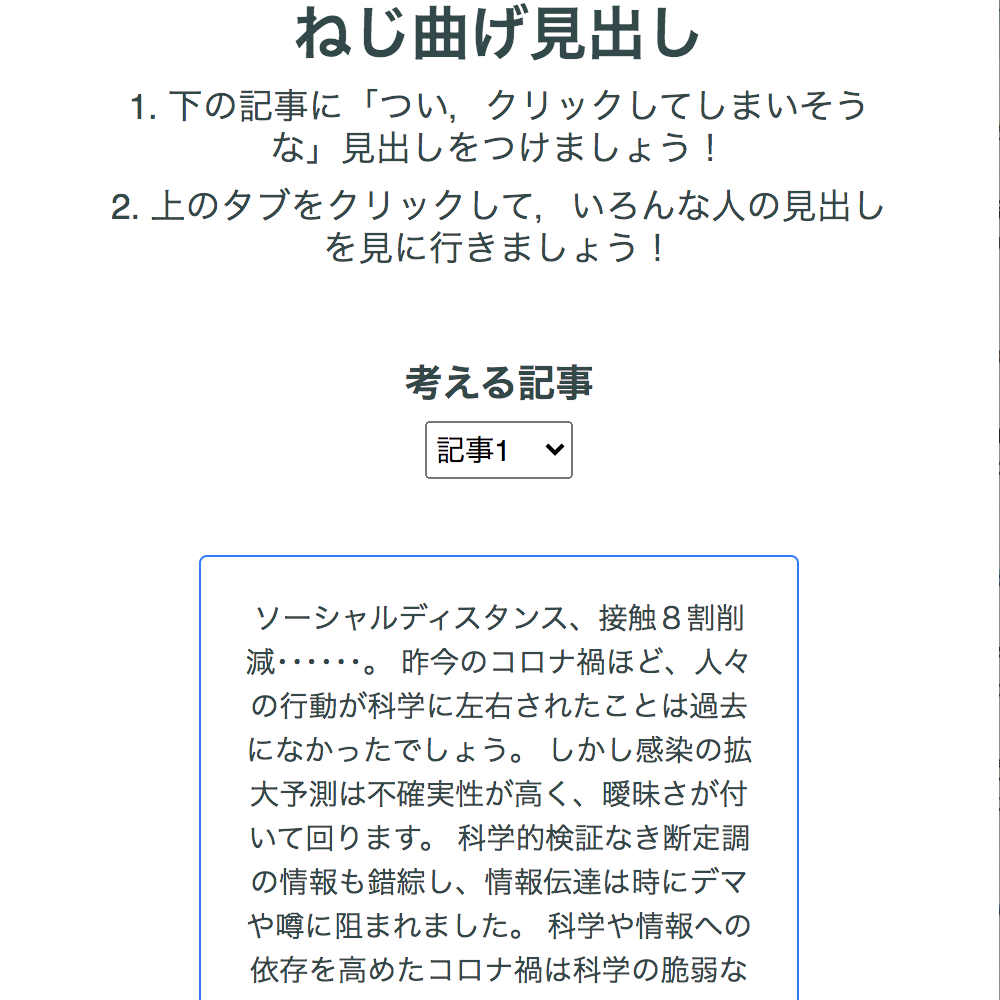 ねじ曲げ見出し
1. 下の記事に「つい，クリックしてしまいそう
な」見出しをつけましょう！
2. 上のタブをクリックして，いろんな人の見出し
を見に行きましょう！
考える記事
記事1
ソーシャルディスタンス、接触８割削
減･･････。 昨今のコロナ禍ほど、人々
の行動が科学に左右されたことは過去
になかったでしょう。 しかし感染の拡
大予測は不確実性が高く、曖昧さが付
いて回ります。 科学的検証なき断定調
の情報も錯綜し、情報伝達は時にデマ
や噂に阻まれました。 科学や情報への
依存を高めたコロナ禍は科学の脆弱な